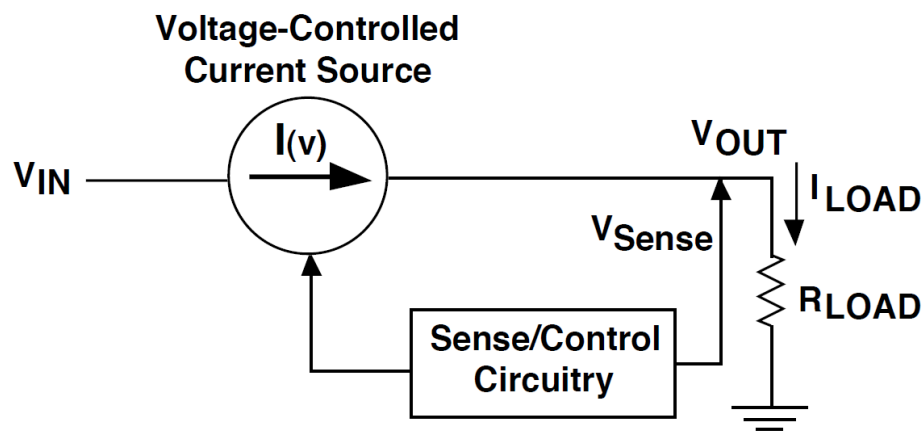 Voltage-Controlled
Current Source
I(v)
VIN
VOUT
ILOAD
VSense
RLOAD
Sense/Control
Circuitry